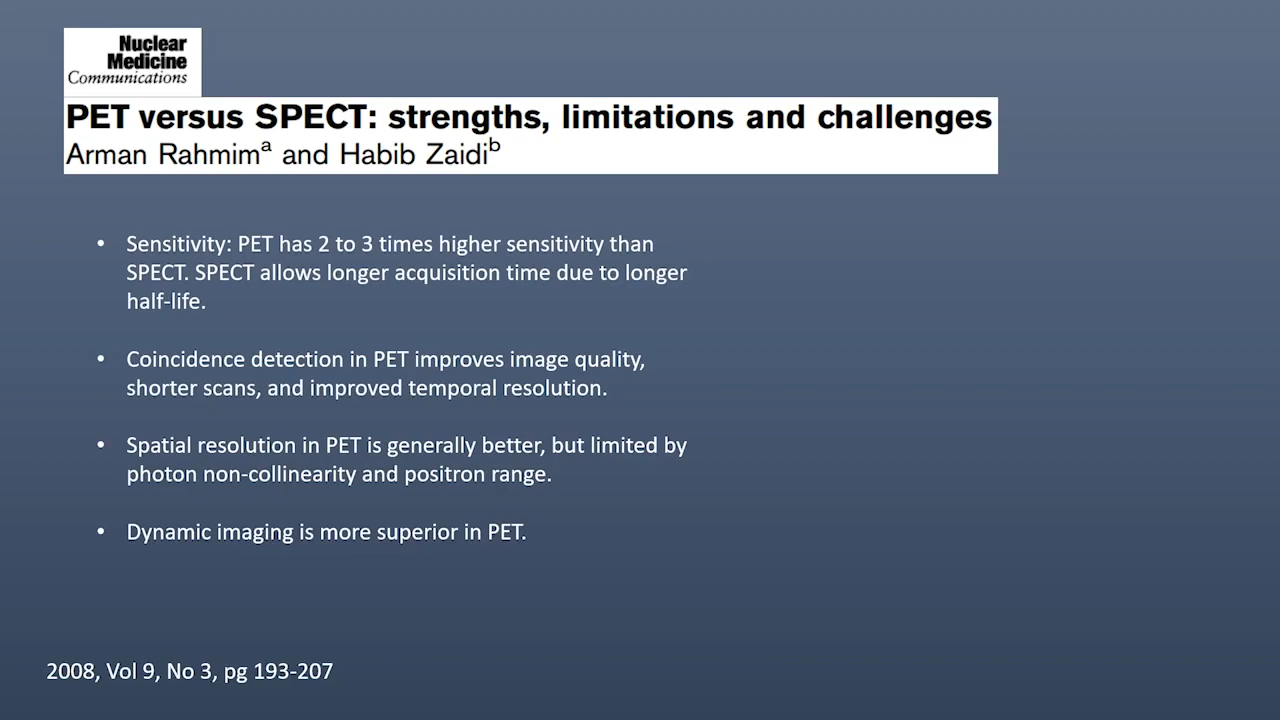 Nuclear
Medicine
Communications
PET versus SPECT: strengths, limitations and challenges
Arman Rahmimᵃ and Habib Zaidiᵇ
• Sensitivity: PET has 2 to 3 times higher sensitivity than
SPECT. SPECT allows longer acquisition time due to longer
half-life.
• Coincidence detection in PET improves image quality,
shorter scans, and improved temporal resolution.
• Spatial resolution in PET is generally better, but limited by
photon non-collinearity and positron range.
• Dynamic imaging is more superior in PET.
2008, Vol 9, No 3, pg 193-207